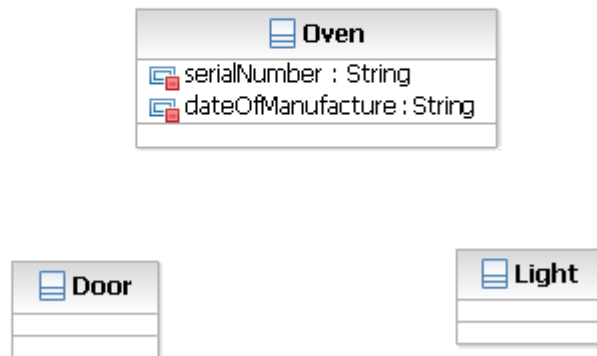 Oven
serialNumber : String
dateOfManufacture : String
Door
Light